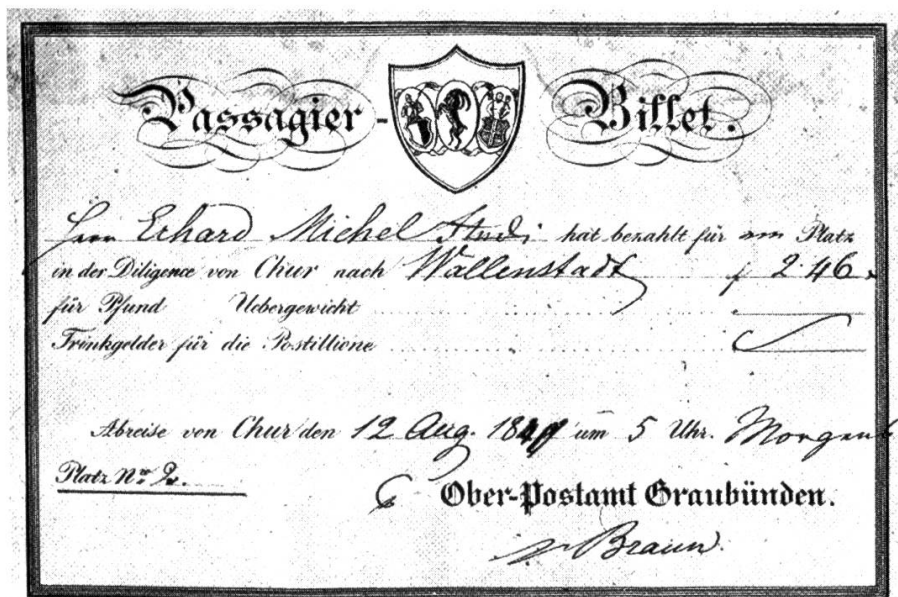 Passagier-Billet.
Herr Erhard Michel hat bezahlt für Platz
in der Diligence von Chur nach Wallenstadt f 2.46
für Pfund Uebergewicht
Trinkgelder für die Postillione
Abreise von Chur den 12 Aug. 18 um 5 Uhr. Morgens
Platz No. 2.
Ober-Postamt Graubünden.
Braun.